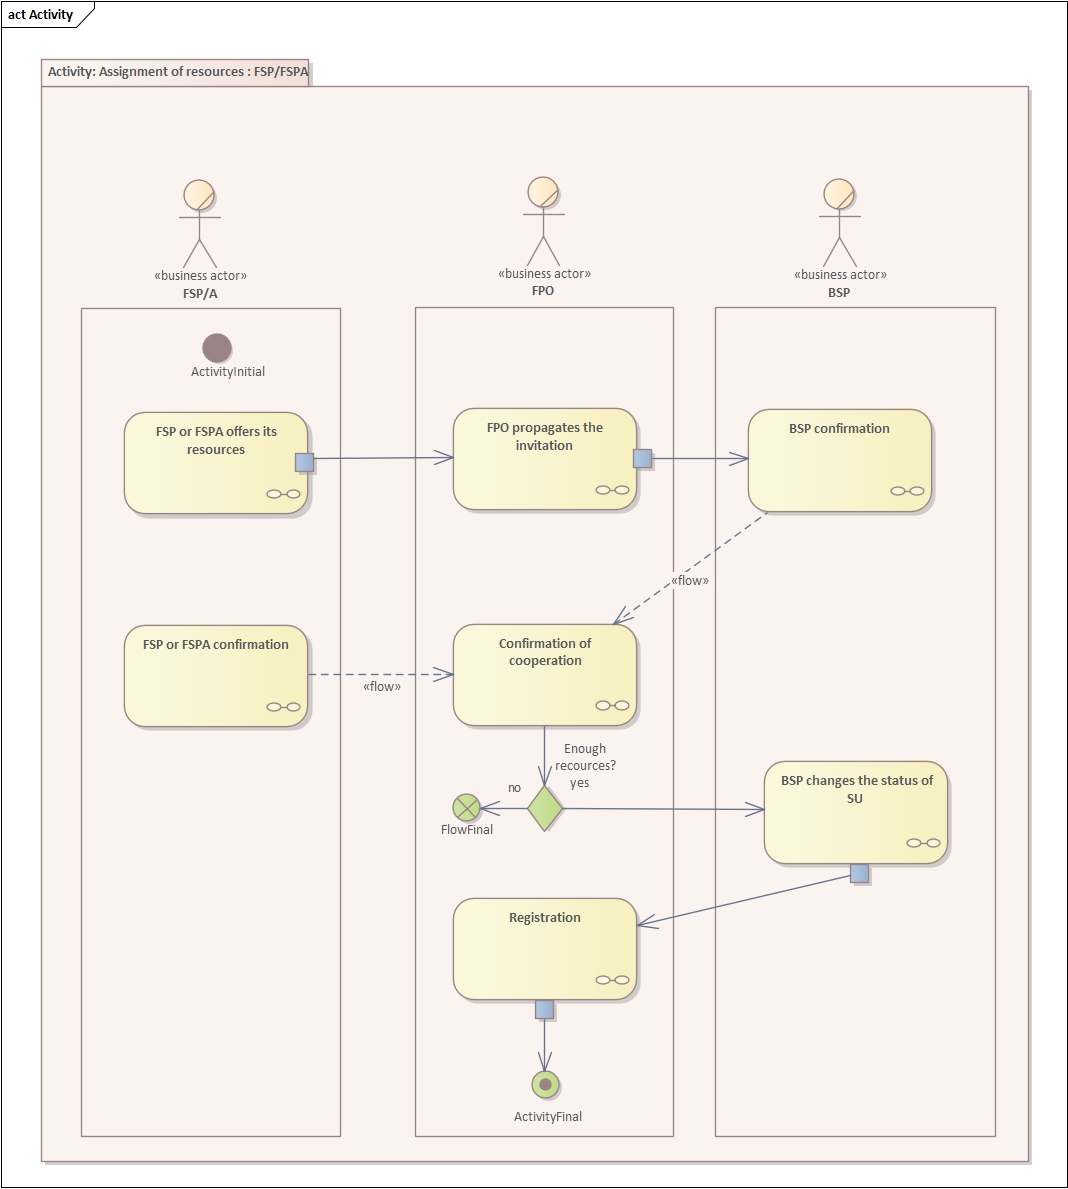 act Activity
Activity: Assignment of resources : FSP/FSPA
«business actor»
FSP/A
«business actor»
FPO
«business actor»
BSP
ActivityInitial
FSP or FSPA offers its
resources
FPO propagates the
invitation
BSP confirmation
«flow»
FSP or FSPA confirmation
«flow»
Confirmation of
cooperation
Enough
recources?
yes
no
FlowFinal
BSP changes the status of
SU
Registration
ActivityFinal